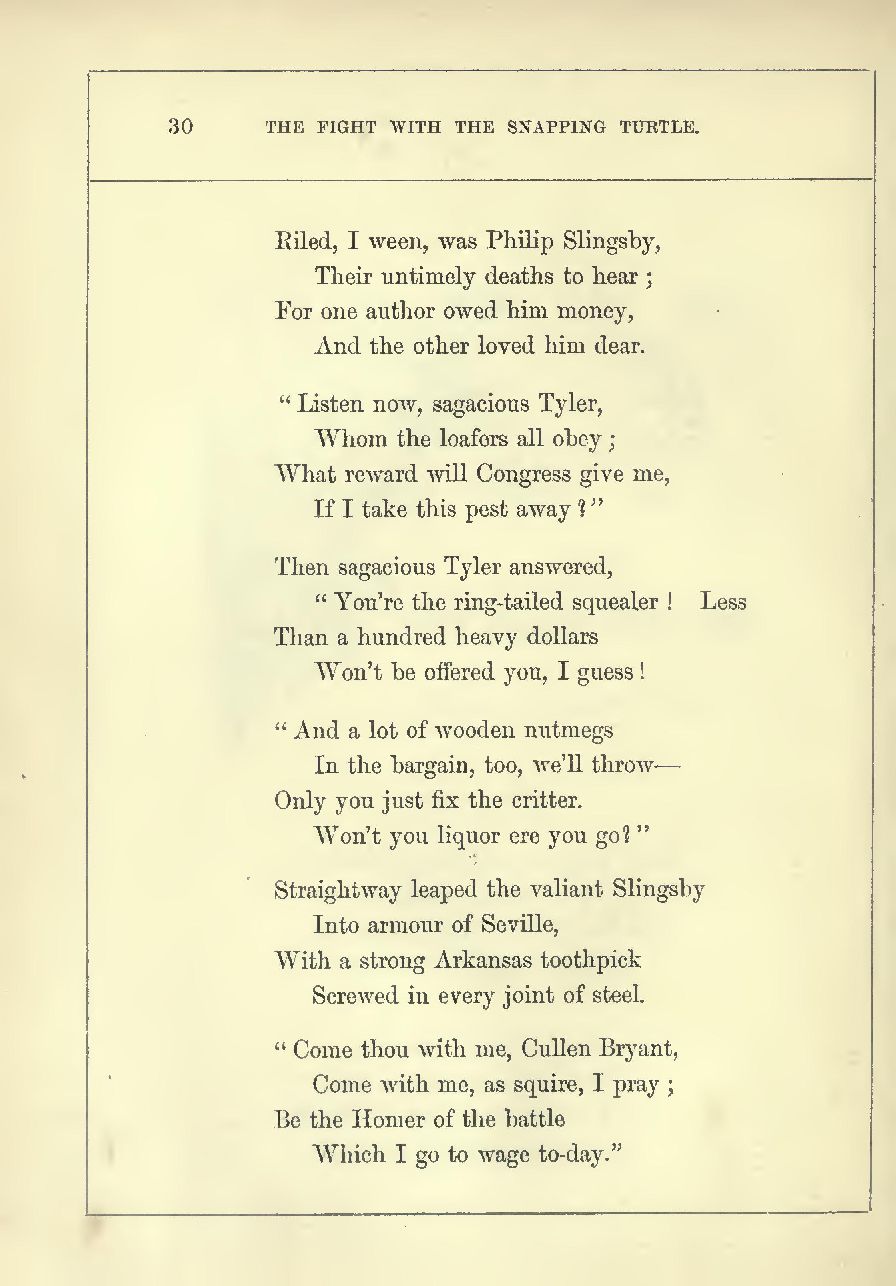 30 THE FIGHT WITH THE SNAPPING TURTLE.
Riled, I ween, was Philip Slingsby,
Their untimely deaths to hear ;
For one author owed him money,
And the other loved him dear.
“ Listen now, sagacious Tyler,
Whom the loafers all obey ;
What reward will Congress give me,
If I take this pest away ? ”
Then sagacious Tyler answered,
“ You’re the ring-tailed squealer ! Less
Than a hundred heavy dollars
Won’t be offered you, I guess !
“ And a lot of wooden nutmegs
In the bargain, too, we’ll throw—
Only you just fix the critter.
Won’t you liquor ere you go? ”
Straightway leaped the valiant Slingsby
Into armour of Seville,
With a strong Arkansas toothpick
Screwed in every joint of steel.
“ Come thou with me, Cullen Bryant,
Come with me, as squire, I pray ;
Be the Homer of the battle
Which I go to wage to-day.”